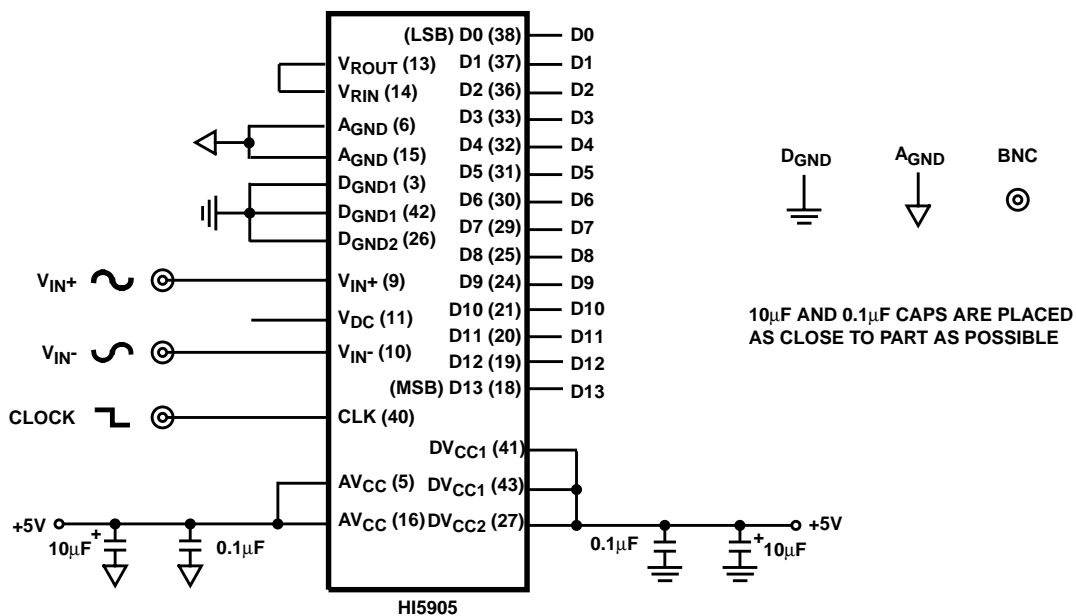 (LSB) D0 (38) D0
VROUT (13) D1 (37) D1
VRIN (14) D2 (36) D2
AGND (6) D3 (33) D3
D4 (32) D4
AGND (15) D5 (31) D5
DGND1 (3) D6 (30) D6
DGND1 (42) D7 (29) D7
DGND2 (26) D8 (25) D8
VIN+ VIN+ (9) D9 (24) D9
VDC (11) D10 (21) D10
D11 (20) D11
VIN- VIN- (10) D12 (19) D12
(MSB) D13 (18) D13
CLOCK CLK (40)
DVCC1 (41)
AVCC (5) DVCC1 (43)
+5V AVCC (16) DVCC2 (27) +5V
10µF + 0.1µF 0.1µF + 10µF
HI5905
DGND AGND BNC
10µF AND 0.1µF CAPS ARE PLACED
AS CLOSE TO PART AS POSSIBLE